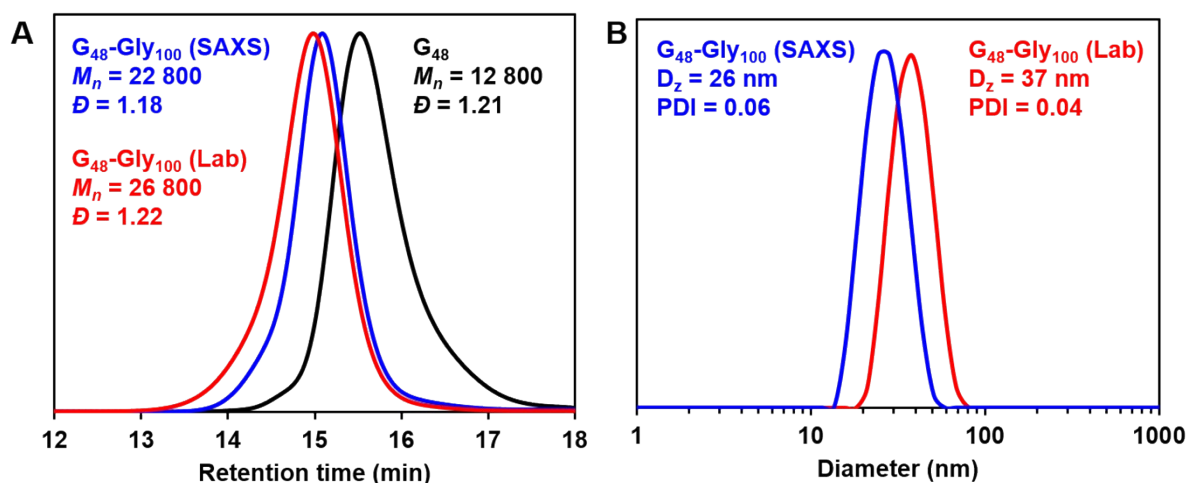 A
G₄₈-Gly₁₀₀ (SAXS)
Mₙ = 22 800
Đ = 1.18
G₄₈-Gly₁₀₀ (Lab)
Mₙ = 26 800
Đ = 1.22
G₄₈
Mₙ = 12 800
Đ = 1.21
12 13 14 15 16 17 18
Retention time (min)
B
G₄₈-Gly₁₀₀ (SAXS)
D_z = 26 nm
PDI = 0.06
G₄₈-Gly₁₀₀ (Lab)
D_z = 37 nm
PDI = 0.04
1 10 100 1000
Diameter (nm)